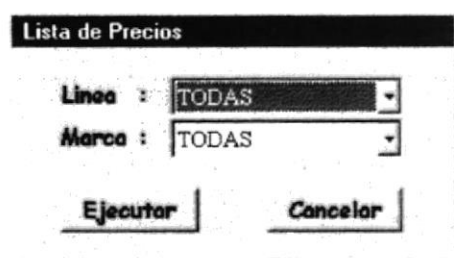 Lista de Precios
Linea : TODAS
Marca : TODAS
Ejecutar Cancelar